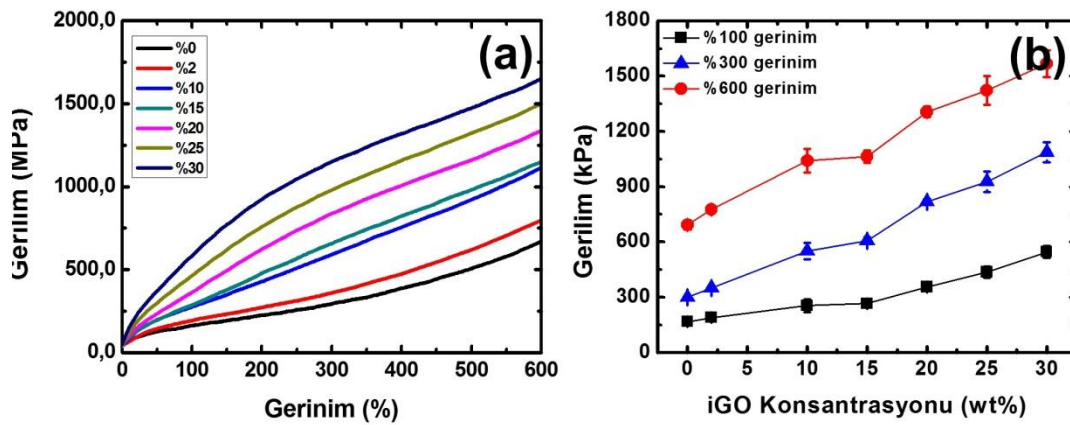 (a)
2000,0
1500,0
1000,0
500,0
0,0
Gerilim (MPa)
%0
%2
%10
%15
%20
%25
%30
0 100 200 300 400 500 600
Gerinim (%)
(b)
1800
1500
1200
900
600
300
0
Gerilim (kPa)
%100 gerinim
%300 gerinim
%600 gerinim
0 5 10 15 20 25 30
iGO Konsantrasyonu (wt%)